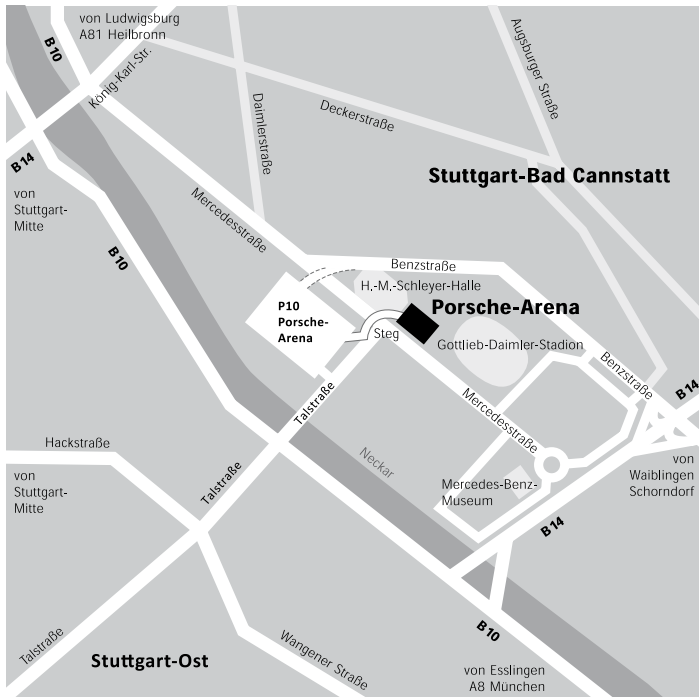 von Ludwigsburg
A81 Heilbronn
B10
König-Karl-Str.
Augsburger Straße
Daimlerstraße
Deckerstraße
B14
von
Stuttgart-
Mitte
Stuttgart-Bad Cannstatt
Mercedesstraße
B10
Benzstraße
H.-M.-Schleyer-Halle
P10
Porsche-
Arena
Porsche-Arena
Steg
Gottlieb-Daimler-Stadion
Benzstraße
B14
Talstraße
Mercedesstraße
Hackstraße
Neckar
von
Waiblingen
Schorndorf
von
Stuttgart-
Mitte
Talstraße
Mercedes-Benz-
Museum
B14
Talstraße
Stuttgart-Ost
Wangener Straße
B10
von Esslingen
A8 München